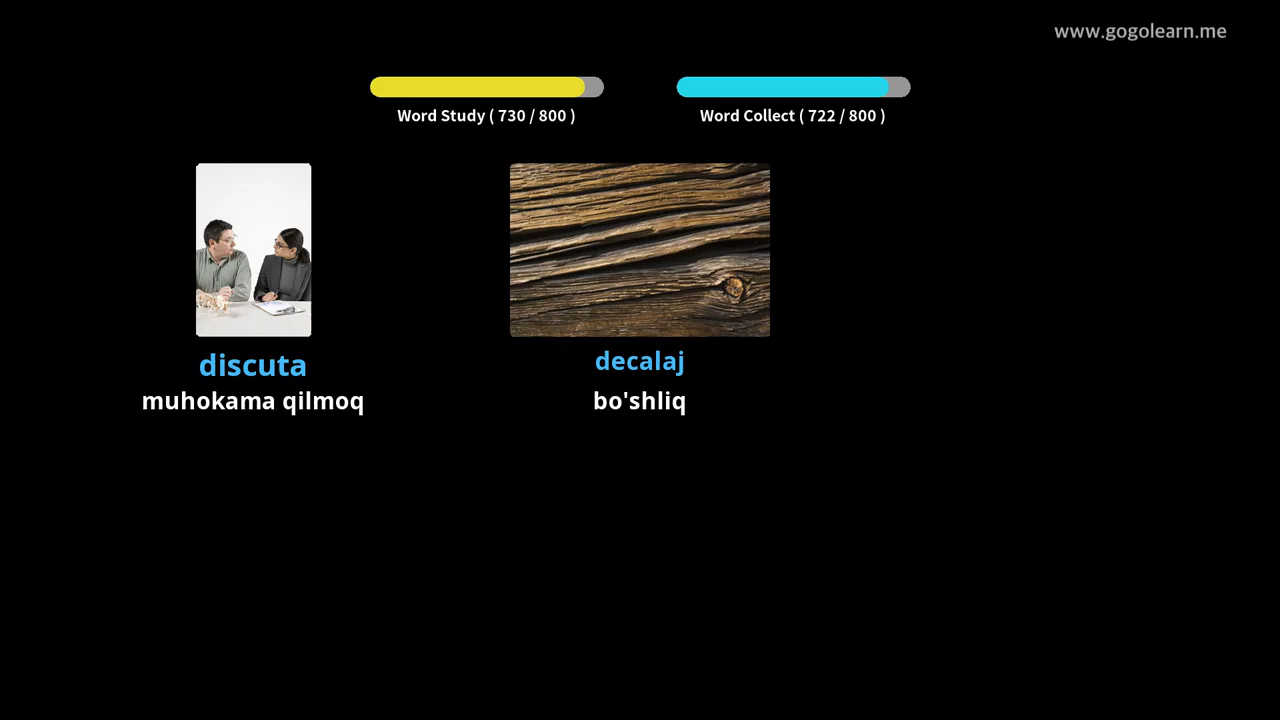 www.gogolearn.me
Word Study ( 730 / 800 )
Word Collect ( 722 / 800 )
discuta
muhokama qilmoq
decalaj
bo'shliq